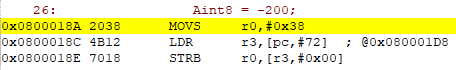 26:         Aint8 = -200;
0x0800018A 2038      MOVS     r0,#0x38
0x0800018C 4B12      LDR      r3,[pc,#72]  ; @0x080001D8
0x0800018E 7018      STRB     r0,[r3,#0x00]